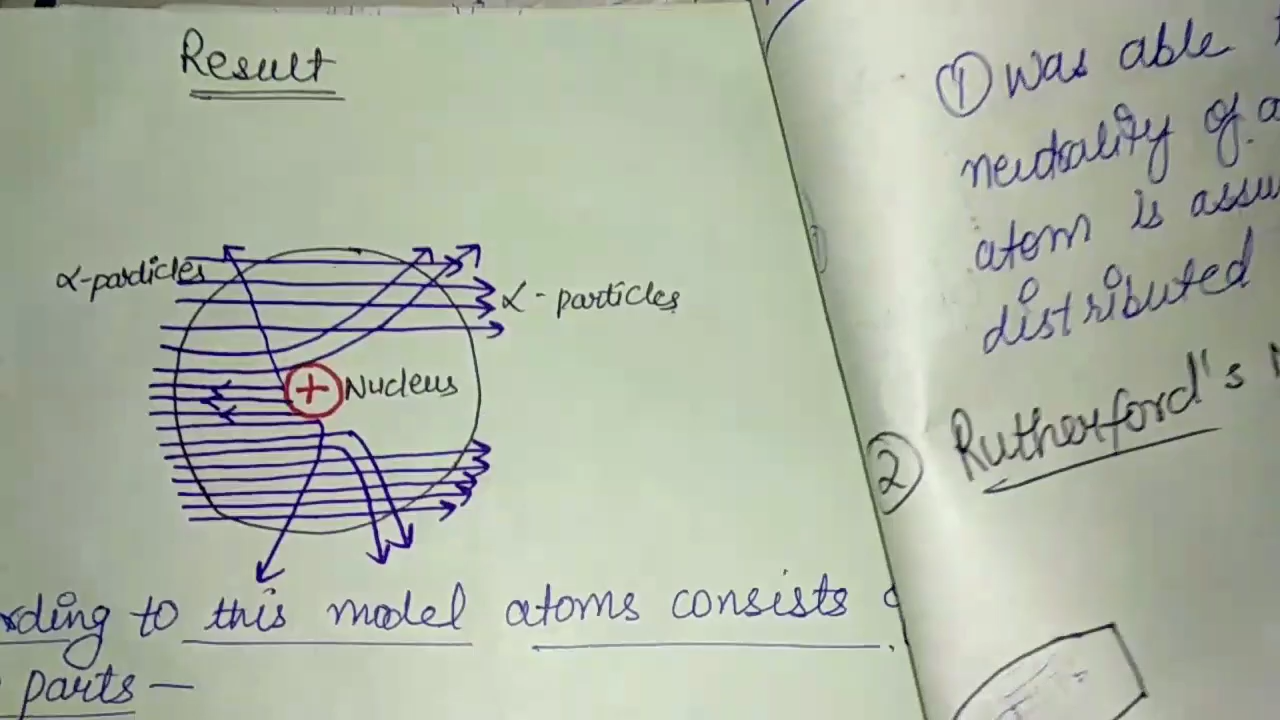 Result
α-particles
α-particles
+
Nucleus
rding to this model atoms consists
parts —
① was able
neutrality of a
atom is assu
distributed
② Rutherford's